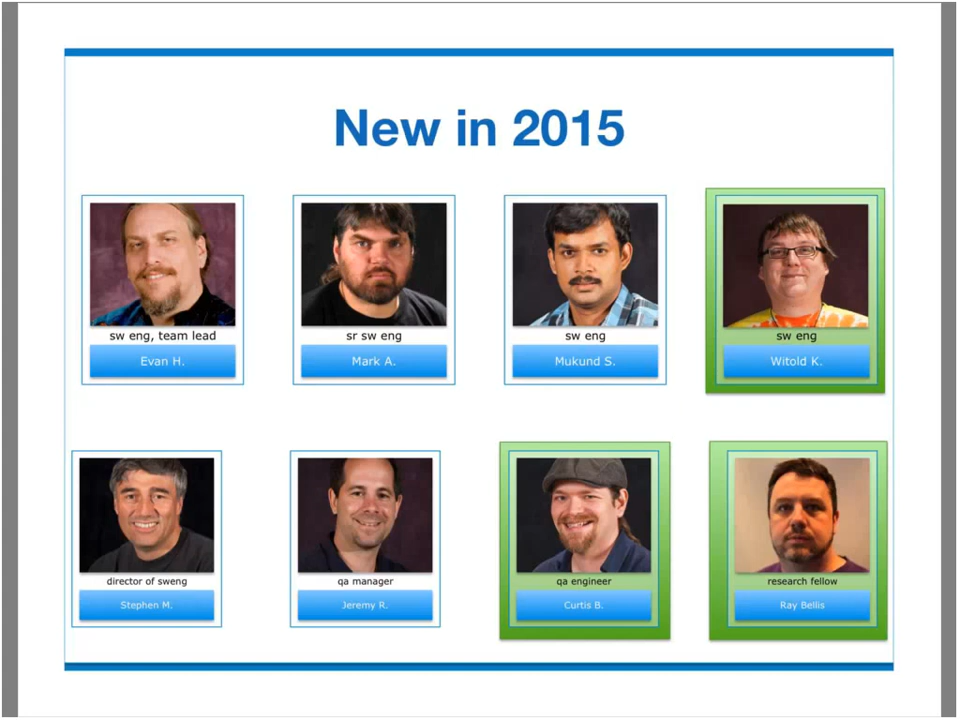 New in 2015
sw eng, team lead
Evan H.
sr sw eng
Mark A.
sw eng
Mukund S.
sw eng
Witold K.
director of sweng
Stephen M.
qa manager
Jeremy R.
qa engineer
Curtis B.
research fellow
Ray Bellis